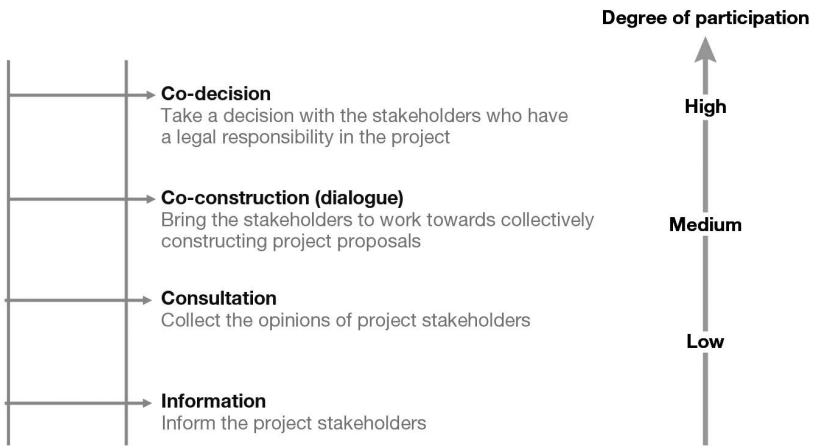 Degree of participation
Co-decision
Take a decision with the stakeholders who have
a legal responsibility in the project
High
Co-construction (dialogue)
Bring the stakeholders to work towards collectively
constructing project proposals
Medium
Consultation
Collect the opinions of project stakeholders
Low
Information
Inform the project stakeholders